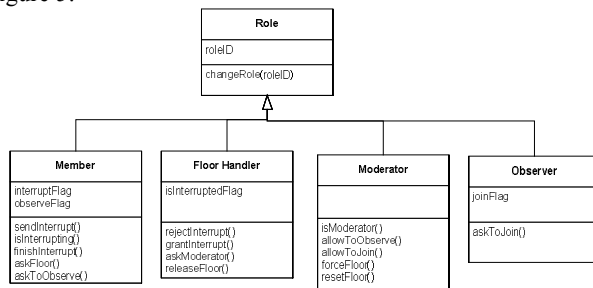 igure 5.
Role
roleID
changeRole(roleID)
Member
interruptFlag
observeFlag
sendInterrupt()
isInterrupting()
finishInterrupt()
askFloor()
askToObserve()
Floor Handler
isInterruptedFlag
rejectInterrupt()
grantInterrupt()
askModerator()
releaseFloor()
Moderator
isModerator()
allowToObserve()
allowToJoin()
forceFloor()
resetFloor()
Observer
joinFlag
askToJoin()